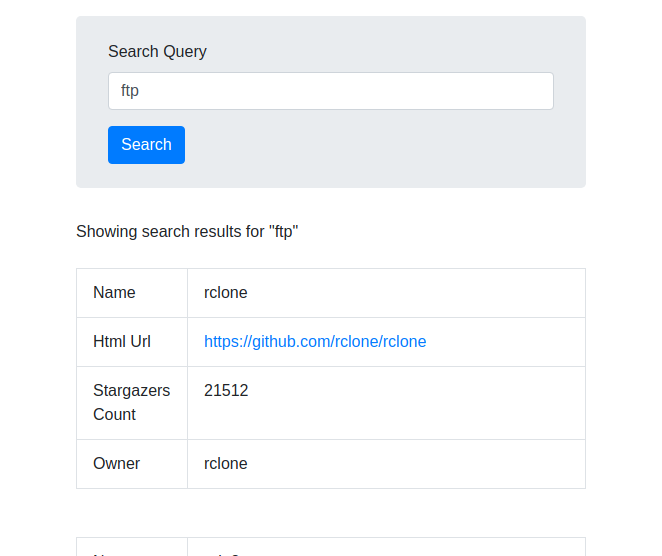 Search Query
ftp
Search
Showing search results for "ftp"
Name rclone
Html Url https://github.com/rclone/rclone
Stargazers Count 21512
Owner rclone